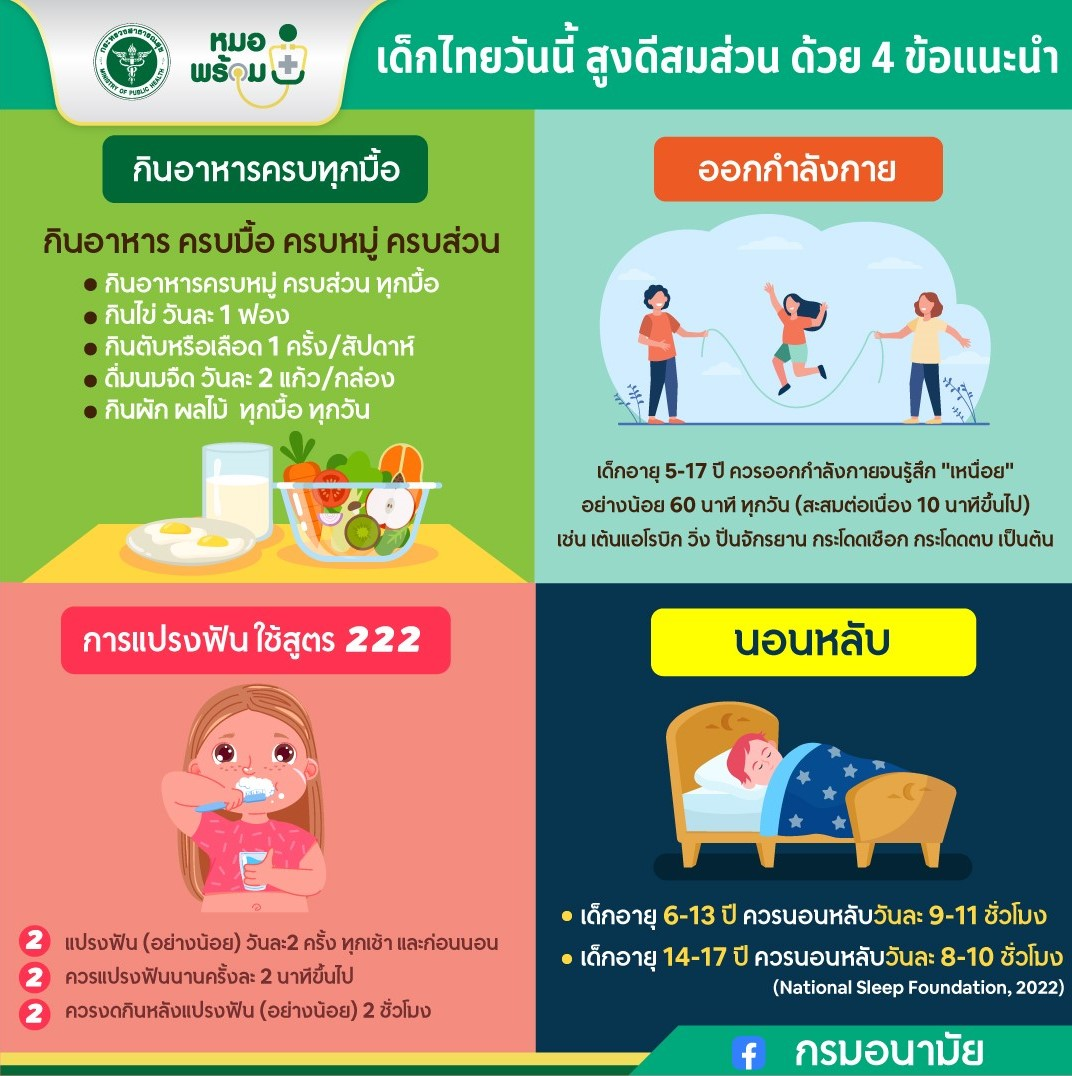 กระทรวงสาธารณสุข
MINISTRY OF PUBLIC HEALTH
หมอ
พร้อม
เด็กไทยวันนี้ สูงดีสมส่วน ด้วย 4 ข้อแนะนำ
กินอาหารครบทุกมื้อ
กินอาหาร ครบมื้อ ครบหมู่ ครบส่วน
● กินอาหารครบหมู่ ครบส่วน ทุกมื้อ
● กินไข่ วันละ 1 ฟอง
● กินตับหรือเลือด 1 ครั้ง/สัปดาห์
● ดื่มนมจืด วันละ 2 แก้ว/กล่อง
● กินผัก ผลไม้ ทุกมื้อ ทุกวัน
ออกกำลังกาย
เด็กอายุ 5-17 ปี ควรออกกำลังกายจนรู้สึก "เหนื่อย"
อย่างน้อย 60 นาที ทุกวัน (สะสมต่อเนื่อง 10 นาทีขึ้นไป)
เช่น เต้นแอโรบิก วิ่ง ปั่นจักรยาน กระโดดเชือก กระโดดตบ เป็นต้น
การแปรงฟัน ใช้สูตร 222
2 แปรงฟัน (อย่างน้อย) วันละ2 ครั้ง ทุกเช้า และก่อนนอน
2 ควรแปรงฟันนานครั้งละ 2 นาทีขึ้นไป
2 ควรงดกินหลังแปรงฟัน (อย่างน้อย) 2 ชั่วโมง
นอนหลับ
● เด็กอายุ 6-13 ปี ควรนอนหลับวันละ 9-11 ชั่วโมง
● เด็กอายุ 14-17 ปี ควรนอนหลับวันละ 8-10 ชั่วโมง
(National Sleep Foundation, 2022)
กรมอนามัย